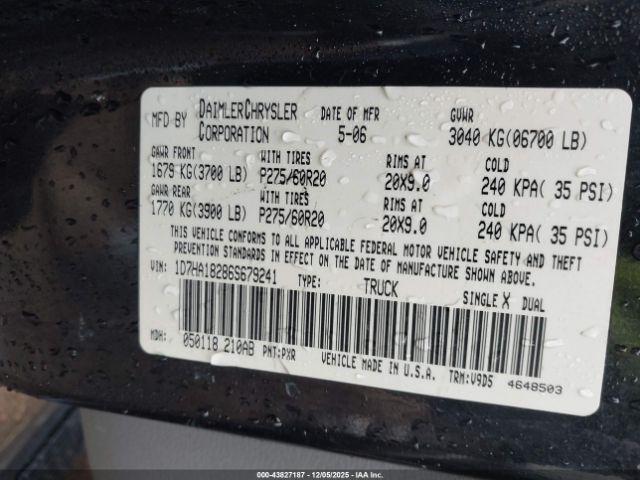 MFD BY DAIMLERCHRYSLER CORPORATION DATE OF MFR 5-06 GVWR 3040 KG(06700 LB)
GAWR FRONT WITH TIRES RIMS AT COLD
1679 KG(3700 LB) P275/60R20 20X9.0 240 KPA( 35 PSI)
GAWR REAR WITH TIRES RIMS AT COLD
1770 KG(3900 LB) P275/60R20 20X9.0 240 KPA( 35 PSI)
THIS VEHICLE CONFORMS TO ALL APPLICABLE FEDERAL MOTOR VEHICLE SAFETY AND THEFT
PREVENTION STANDARDS IN EFFECT ON THE DATE OF MANUFACTURE SHOWN ABOVE.
VIN: 1D7HA18286S679241 TYPE: TRUCK SINGLE X DUAL
MDH: 050118 210AB PNT:PXR VEHICLE MADE IN U.S.A. TRM:V9D5 4648503
000-43827187 - 12/05/2025 - IAA Inc.